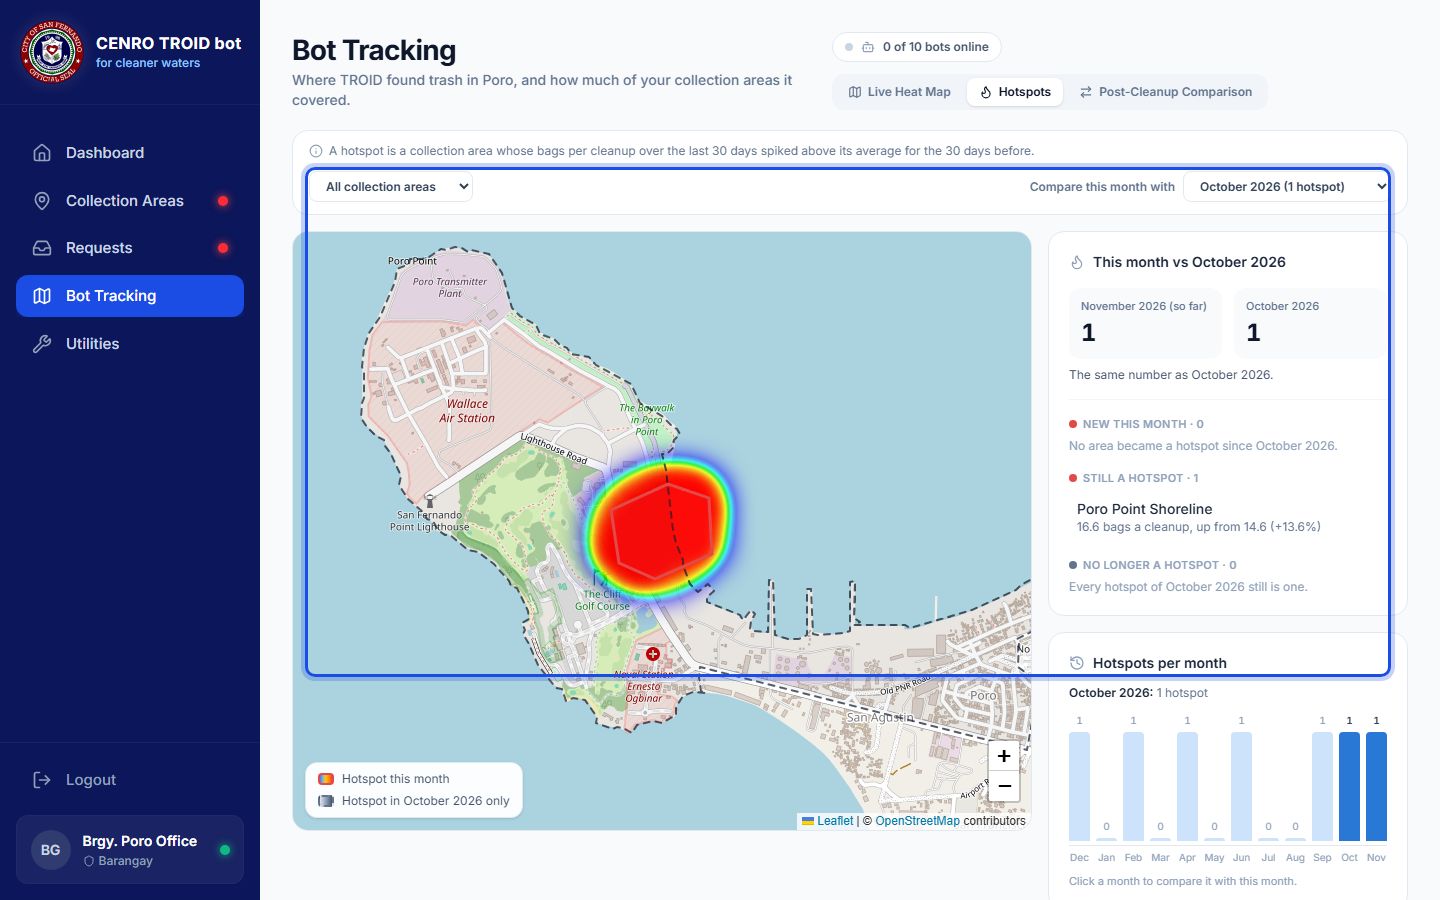 CENRO TROID bot
for cleaner waters
Dashboard
Collection Areas
Requests
Bot Tracking
Utilities
Logout
BG
Brgy. Poro Office
Barangay
Bot Tracking
Where TROID found trash in Poro, and how much of your collection areas it
covered.
0 of 10 bots online
Live Heat Map
Hotspots
Post-Cleanup Comparison
A hotspot is a collection area whose bags per cleanup over the last 30 days spiked above its average for the 30 days before.
All collection areas
Compare this month with
October 2026 (1 hotspot)
Poro Point
Poro Transmitter
Plant
Wallace
Air Station
The Baywalk
in Poro
Point
Lighthouse Road
San Fernando
Point Lighthouse
The Cliff
Golf Course
Naval Station
Ernesto
Ogbinar
Old PNR Road
San Agustin
Poro
No
Airport R
+
−
Hotspot this month
Hotspot in October 2026 only
Leaflet | © OpenStreetMap contributors
This month vs October 2026
November 2026 (so far)
1
October 2026
1
The same number as October 2026.
NEW THIS MONTH · 0
No area became a hotspot since October 2026.
STILL A HOTSPOT · 1
Poro Point Shoreline
16.6 bags a cleanup, up from 14.6 (+13.6%)
NO LONGER A HOTSPOT · 0
Every hotspot of October 2026 still is one.
Hotspots per month
October 2026: 1 hotspot
1 0 1 0 1 0 1 0 0 1 1 1
Dec Jan Feb Mar Apr May Jun Jul Aug Sep Oct Nov
Click a month to compare it with this month.